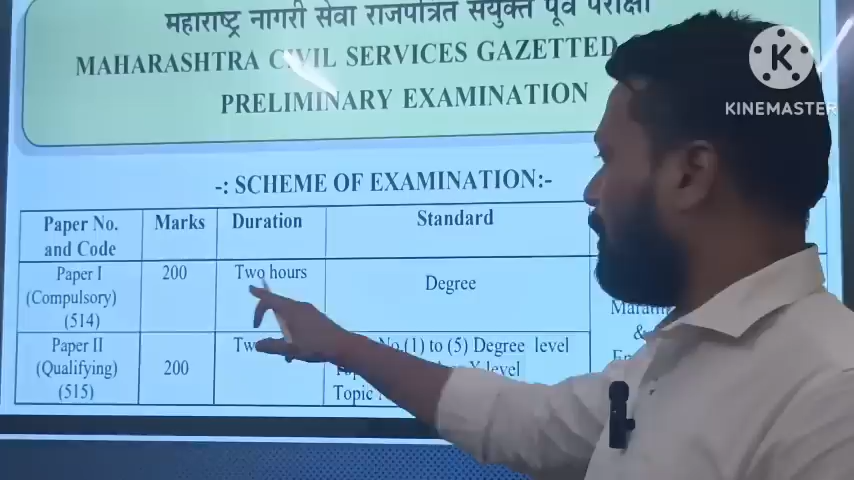 महाराष्ट्र नागरी सेवा राजपत्रित संयुक्त पूर्व परीक्षा
MAHARASHTRA CIVIL SERVICES GAZETTED
PRELIMINARY EXAMINATION
-: SCHEME OF EXAMINATION:-
Paper No. and Code Marks Duration Standard
Paper I (Compulsory) (514) 200 Two hours Degree
Paper II (Qualifying) (515) 200 No.(1) to (5) Degree level
level
Topic
&
K
KINEMASTER